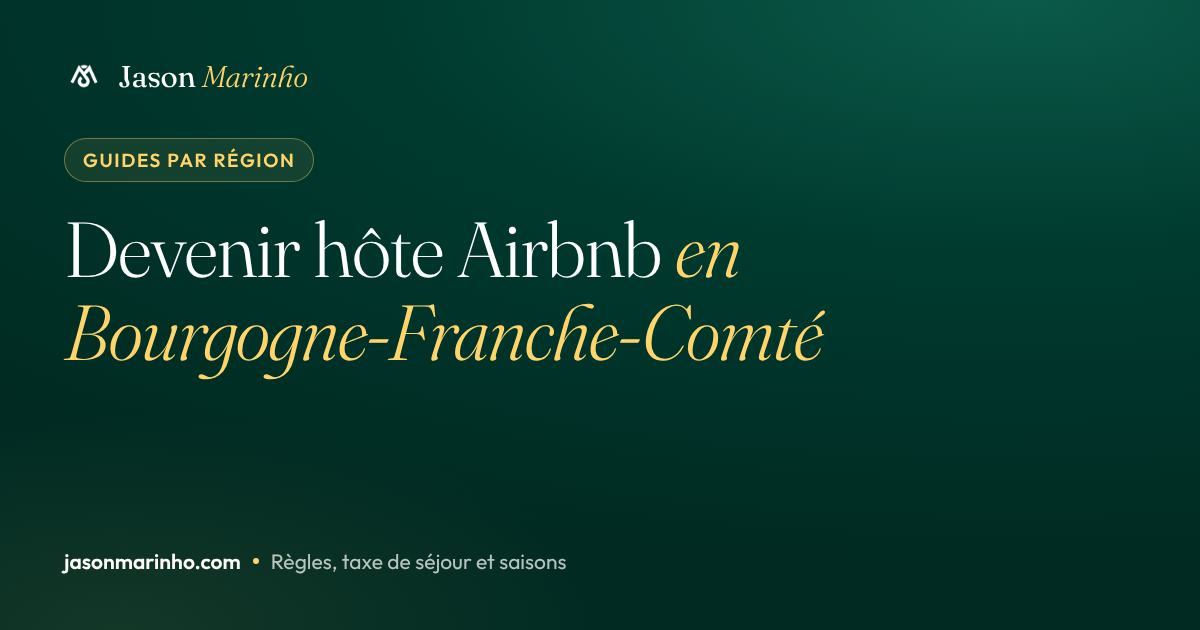 Jason Marinho
GUIDES PAR RÉGION
Devenir hôte Airbnb en
Bourgogne-Franche-Comté
jasonmarinho.com • Règles, taxe de séjour et saisons